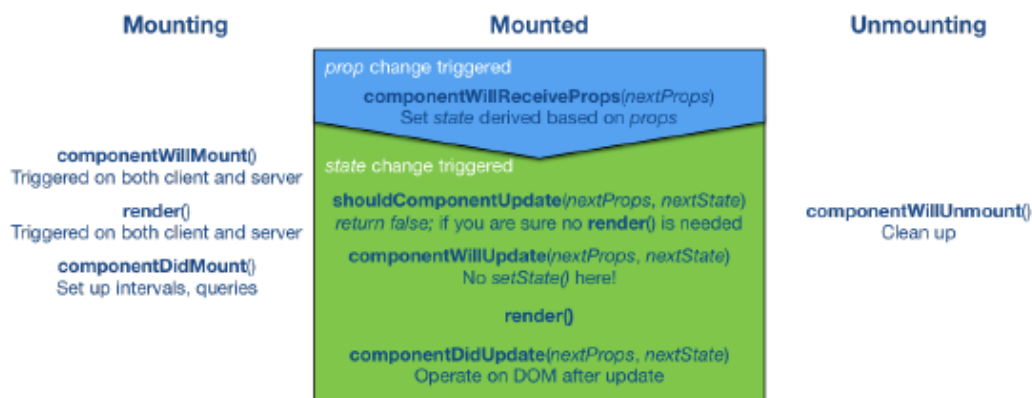 Mounting
Mounted
Unmounting
prop change triggered
componentWillReceiveProps(nextProps)
Set state derived based on props
componentWillMount()
Triggered on both client and server
render()
Triggered on both client and server
componentDidMount()
Set up intervals, queries
state change triggered
shouldComponentUpdate(nextProps, nextState)
return false; if you are sure no render() is needed
componentWillUpdate(nextProps, nextState)
No setState() here!
render()
componentDidUpdate(nextProps, nextState)
Operate on DOM after update
componentWillUnmount()
Clean up